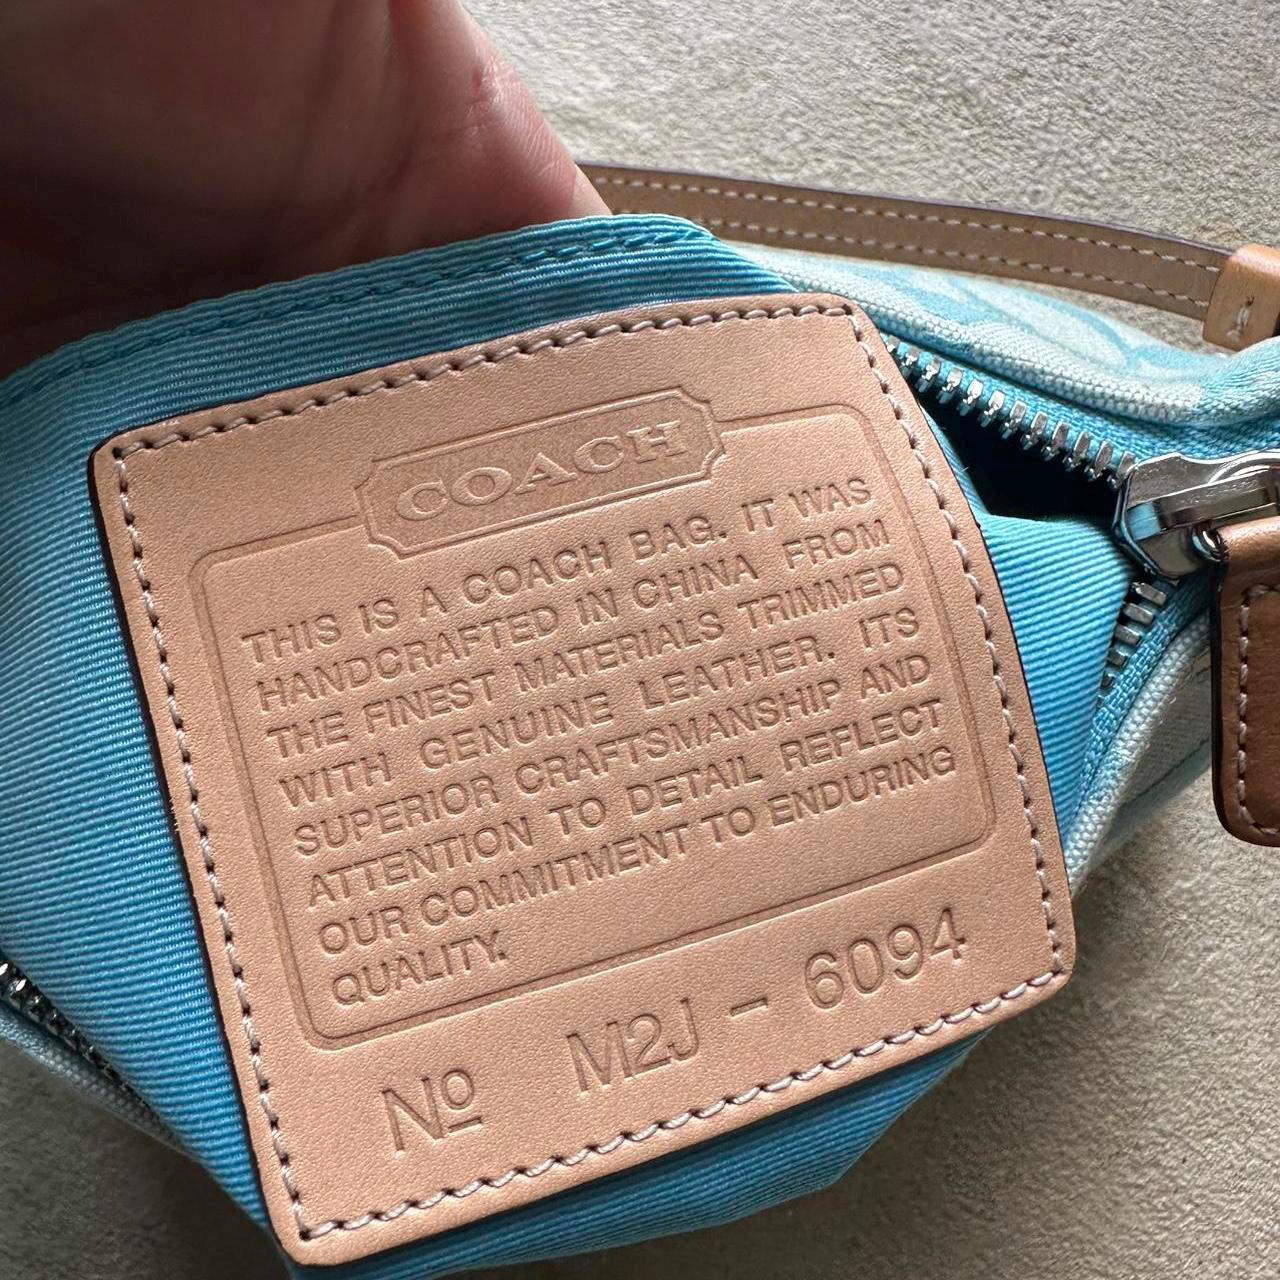 COACH
THIS IS A COACH BAG. IT WAS
HANDCRAFTED IN CHINA FROM
THE FINEST MATERIALS TRIMMED
WITH GENUINE LEATHER. ITS
SUPERIOR CRAFTSMANSHIP AND
ATTENTION TO DETAIL REFLECT
OUR COMMITMENT TO ENDURING
QUALITY.
Nº M2J - 6094